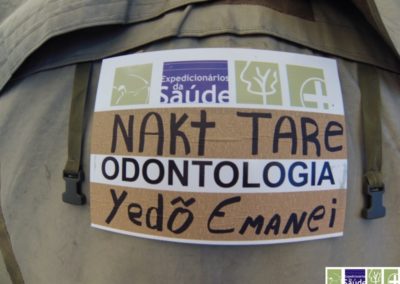 Expedicionários
da
Saúde
NAKt TARE
ODONTOLOGIA
Yedõ EMANEi
Expedicionários
da
Saúde